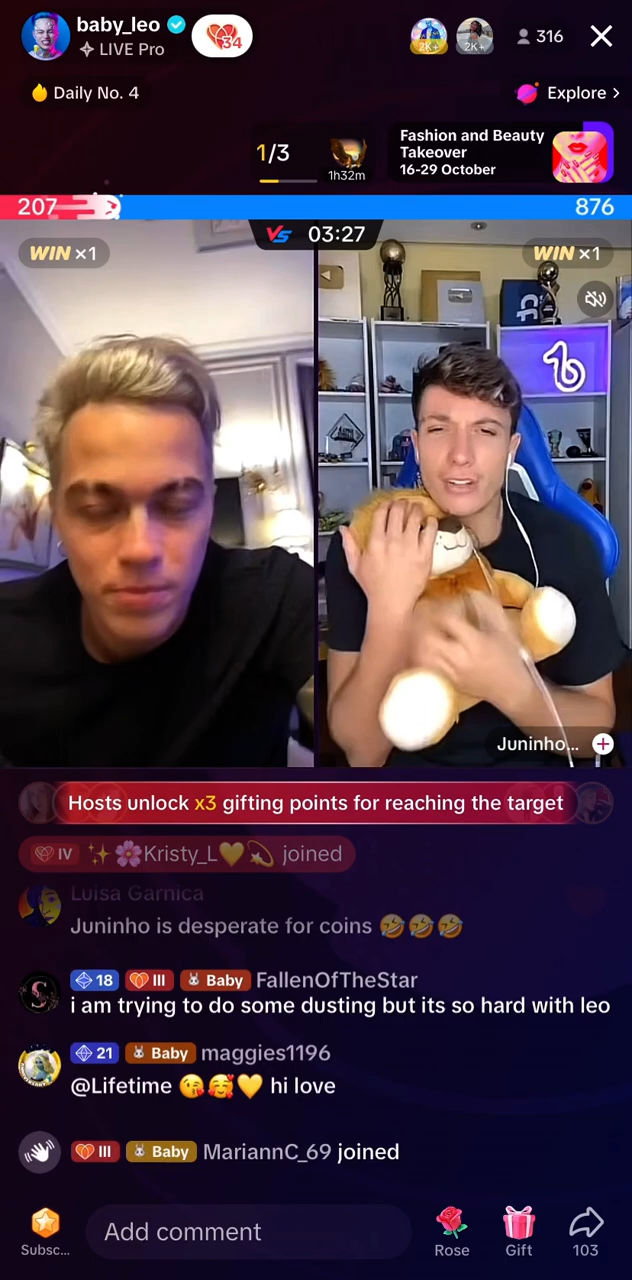 baby_leo
LIVE Pro
34
2K+
2K+
316
Daily No. 4
Explore >
1/3
1h32m
Fashion and Beauty
Takeover
16-29 October
207
876
VS 03:27
WIN ×1
WIN ×1
Juninho...
Hosts unlock x3 gifting points for reaching the target
IV ✨🌸Kristy_L💛💫 joined
Luisa Garnica
Juninho is desperate for coins 🤣🤣🤣
18 III Baby FallenOfTheStar
i am trying to do some dusting but its so hard with leo
21 Baby maggies1196
@Lifetime 😘🥰💛 hi love
III Baby MariannC_69 joined
Subsc...
Add comment
Rose
Gift
103